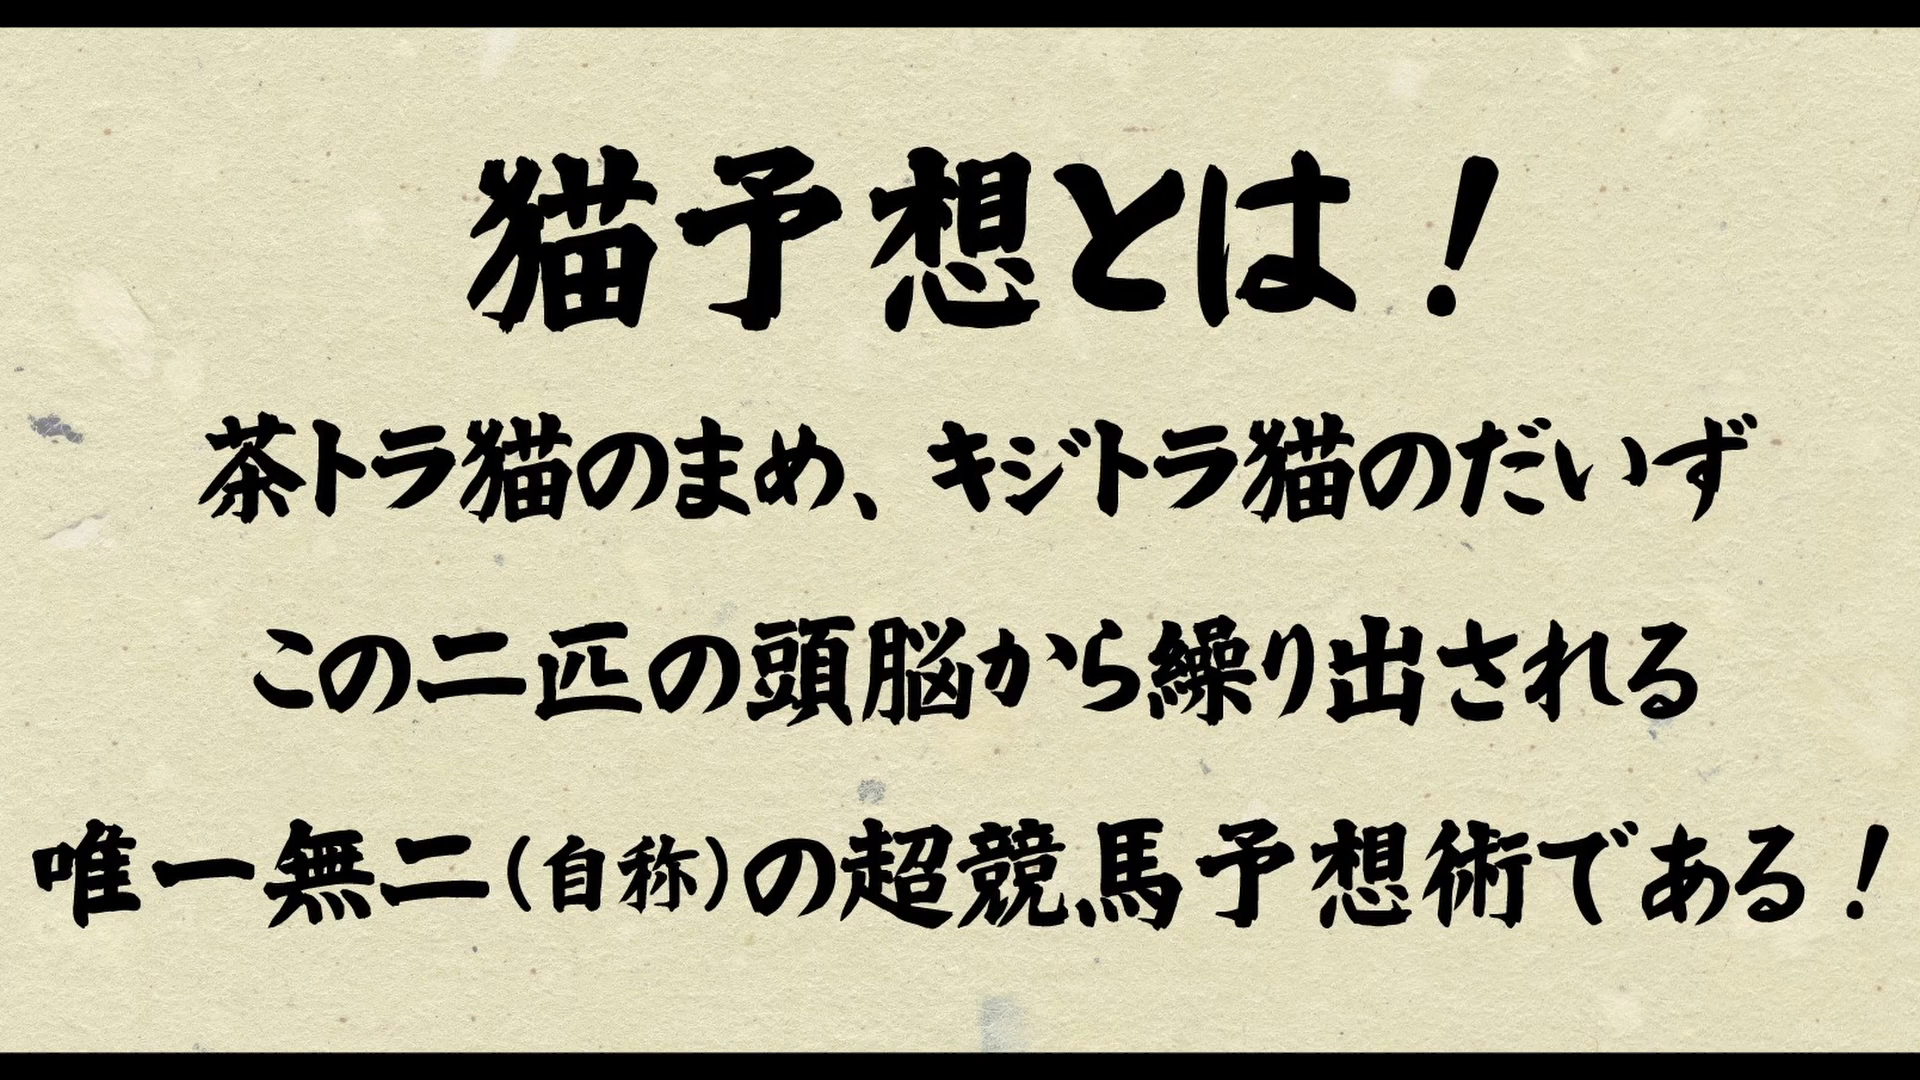 猫予想とは！
茶トラ猫のまめ、キジトラ猫のだいず
この二匹の頭脳から繰り出される
唯一無二（自称）の超競馬予想術である！